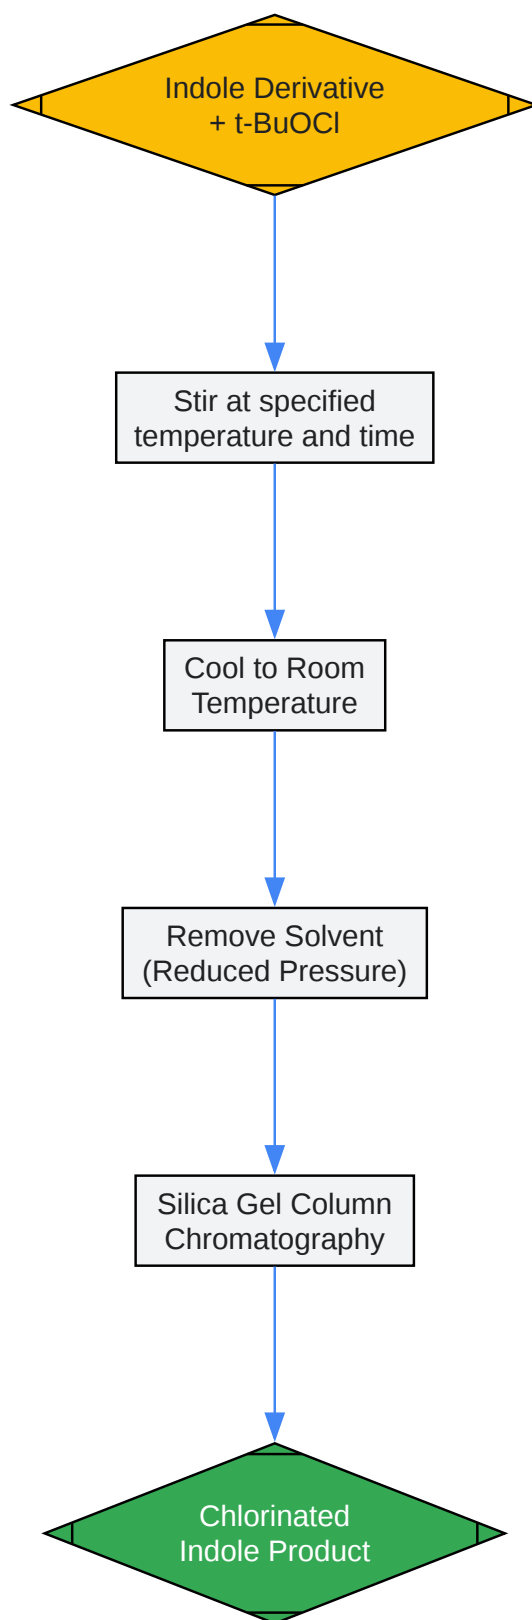 Indole Derivative
+ t-BuOCl
Stir at specified
temperature and time
Cool to Room
Temperature
Remove Solvent
(Reduced Pressure)
Silica Gel Column
Chromatography
Chlorinated
Indole Product